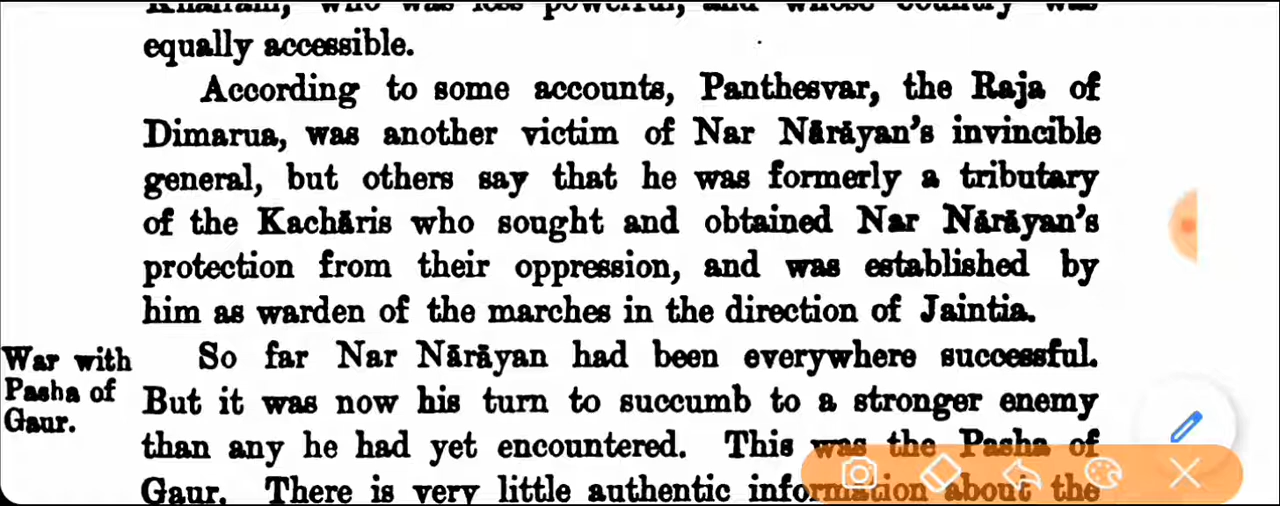 equally accessible.
According to some accounts, Panthesvar, the Raja of
Dimarua, was another victim of Nar Nārāyan's invincible
general, but others say that he was formerly a tributary
of the Kachāris who sought and obtained Nar Nārāyan's
protection from their oppression, and was established by
him as warden of the marches in the direction of Jaintia.
War with
Pasha of
Gaur.
So far Nar Nārāyan had been everywhere successful.
But it was now his turn to succumb to a stronger enemy
than any he had yet encountered. This was the Pasha of
Gaur. There is very little authentic information about the